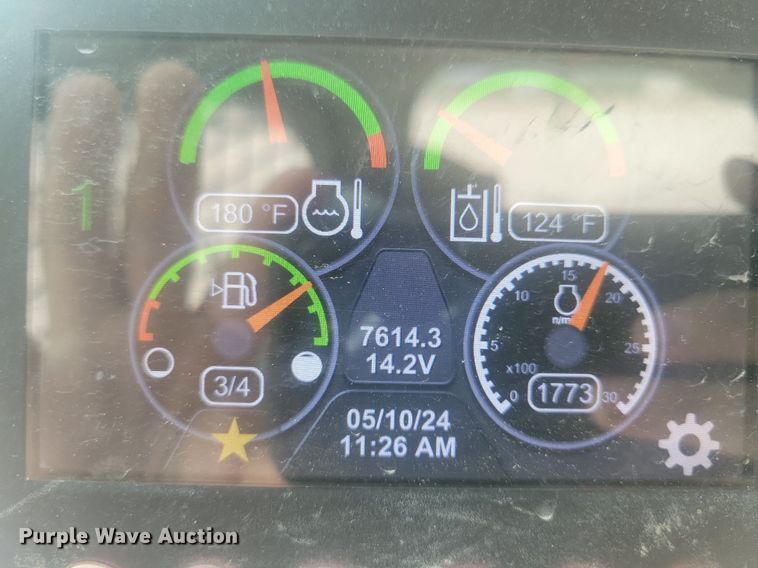 1
180 °F
124 °F
3/4
7614.3
14.2V
0 5 10 15 20 25 30
n/m
x100
1773
05/10/24
11:26 AM
Purple Wave Auction